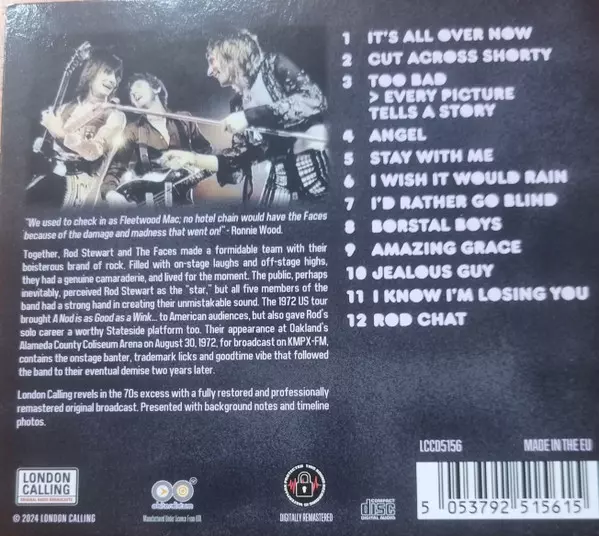 1 IT'S ALL OVER NOW
2 CUT ACROSS SHORTY
3 TOO BAD
> EVERY PICTURE
TELLS A STORY
4 ANGEL
5 STAY WITH ME
6 I WISH IT WOULD RAIN
7 I'D RATHER GO BLIND
8 BORSTAL BOYS
9 AMAZING GRACE
10 JEALOUS GUY
11 I KNOW I'M LOSING YOU
12 ROD CHAT
"We used to check in as Fleetwood Mac; no hotel chain would have the Faces
because of the damage and madness that went on!" - Ronnie Wood.
Together, Rod Stewart and The Faces made a formidable team with their
boisterous brand of rock. Filled with on-stage laughs and off-stage highs,
they had a genuine camaraderie, and lived for the moment. The public, perhaps
inevitably, perceived Rod Stewart as the "star," but all five members of the
band had a strong hand in creating their unmistakable sound. The 1972 US tour
brought A Nod is as Good as a Wink... to American audiences, but also gave Rod's
solo career a worthy Stateside platform too. Their appearance at Oakland's
Alameda County Coliseum Arena on August 30, 1972, for broadcast on KMPX-FM,
contains the onstage banter, trademark licks and goodtime vibe that followed
the band to their eventual demise two years later.
London Calling revels in the 70s excess with a fully restored and professionally
remastered original broadcast. Presented with background notes and timeline
photos.
LONDON
CALLING
ORIGINAL RADIO BROADCASTS
© 2024 LONDON CALLING
Manufactured Under Licence From
DIGITALLY REMASTERED
COMPACT
disc
DIGITAL AUDIO
LCCD5156 MADE IN THE EU
5 053792 515615